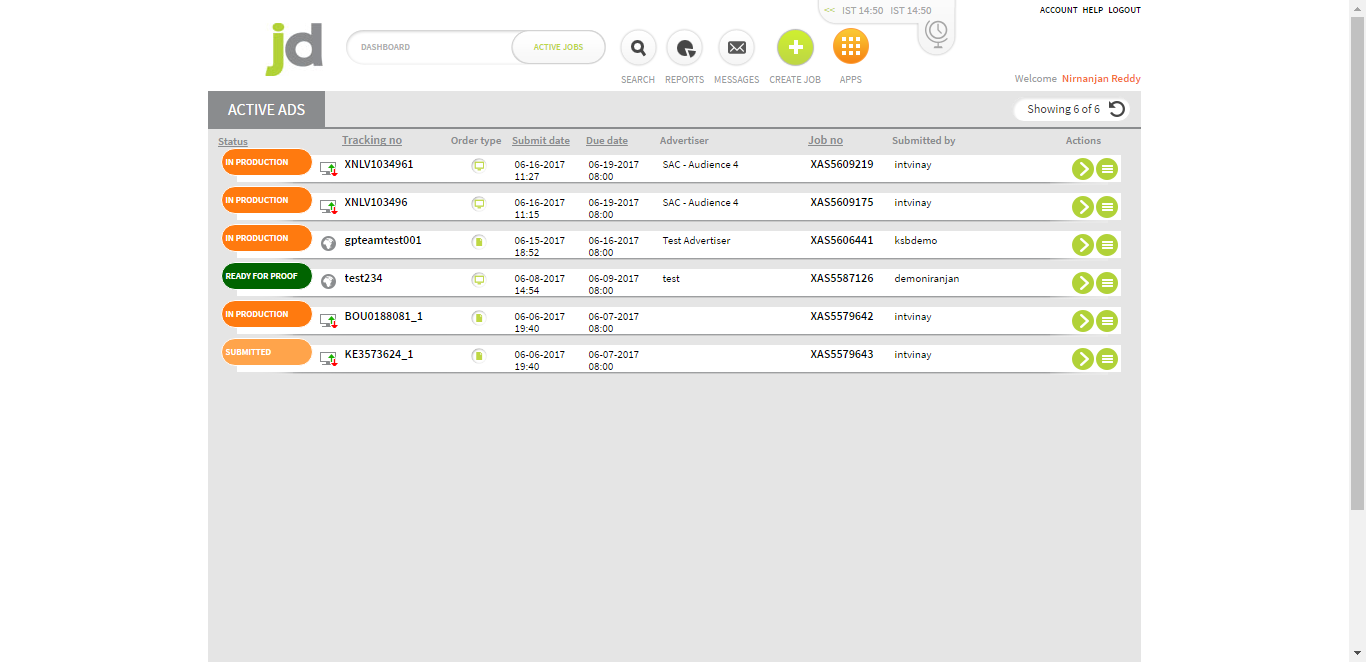 << IST 14:50 IST 14:50
ACCOUNT HELP LOGOUT
jd
DASHBOARD ACTIVE JOBS
SEARCH REPORTS MESSAGES CREATE JOB APPS
Welcome Nirnanjan Reddy
ACTIVE ADS
Showing 6 of 6
Status Tracking no Order type Submit date Due date Advertiser Job no Submitted by Actions
IN PRODUCTION XNLV1034961 06-16-2017 06-19-2017 SAC - Audience 4 XAS5609219 intvinay
11:27 08:00
IN PRODUCTION XNLV103496 06-16-2017 06-19-2017 SAC - Audience 4 XAS5609175 intvinay
11:15 08:00
IN PRODUCTION gpteamtest001 06-15-2017 06-16-2017 Test Advertiser XAS5606441 ksbdemo
18:52 08:00
READY FOR PROOF test234 06-08-2017 06-09-2017 test XAS5587126 demoniranjan
14:54 08:00
IN PRODUCTION BOU0188081_1 06-06-2017 06-07-2017 XAS5579642 intvinay
19:40 08:00
SUBMITTED KE3573624_1 06-06-2017 06-07-2017 XAS5579643 intvinay
19:40 08:00